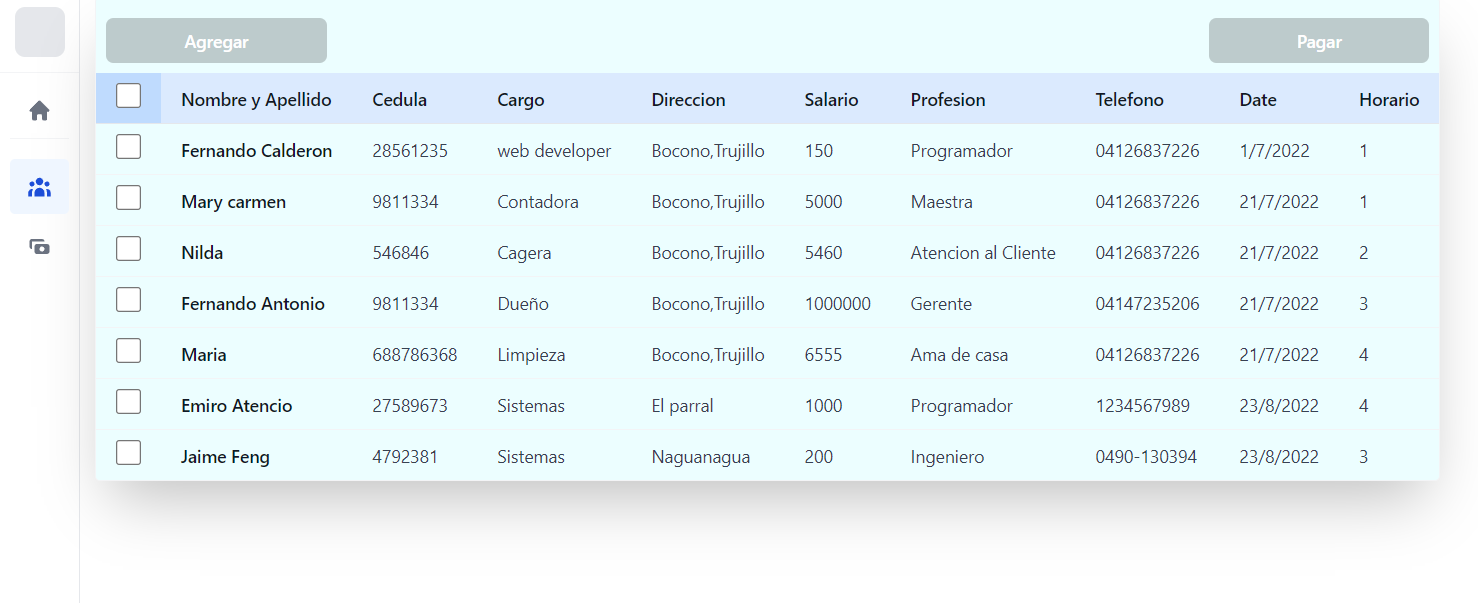 Agregar Pagar
Nombre y Apellido Cedula Cargo Direccion Salario Profesion Telefono Date Horario
Fernando Calderon 28561235 web developer Bocono,Trujillo 150 Programador 04126837226 1/7/2022 1
Mary carmen 9811334 Contadora Bocono,Trujillo 5000 Maestra 04126837226 21/7/2022 1
Nilda 546846 Cagera Bocono,Trujillo 5460 Atencion al Cliente 04126837226 21/7/2022 2
Fernando Antonio 9811334 Dueño Bocono,Trujillo 1000000 Gerente 04147235206 21/7/2022 3
Maria 688786368 Limpieza Bocono,Trujillo 6555 Ama de casa 04126837226 21/7/2022 4
Emiro Atencio 27589673 Sistemas El parral 1000 Programador 1234567989 23/8/2022 4
Jaime Feng 4792381 Sistemas Naguanagua 200 Ingeniero 0490-130394 23/8/2022 3